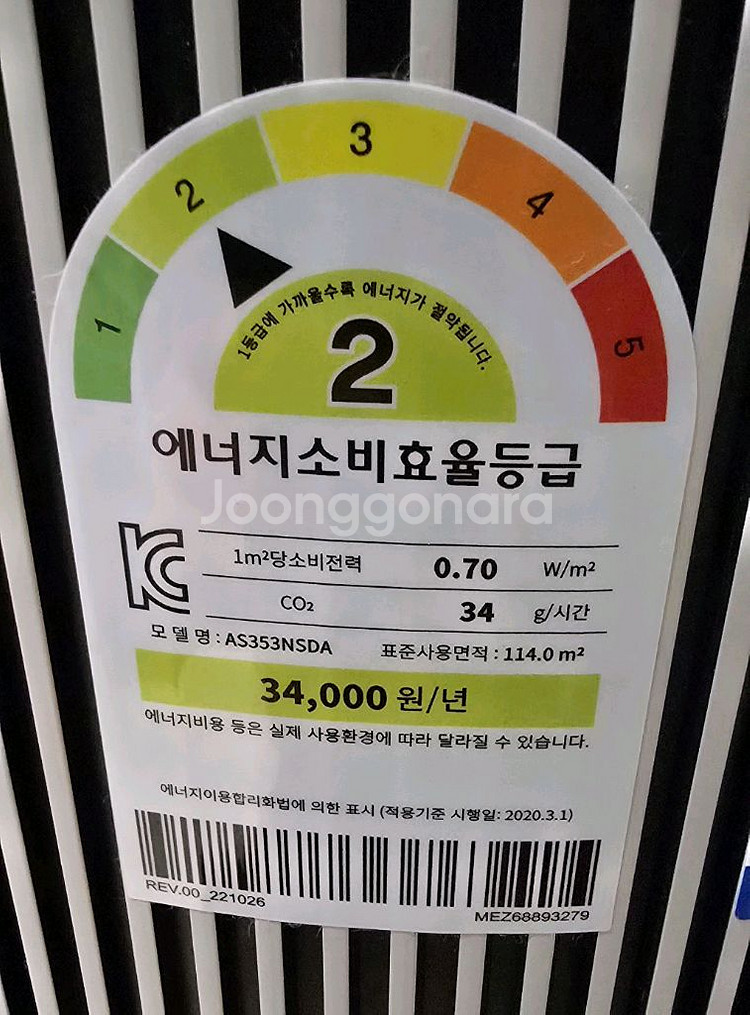 1
2
3
4
5
1등급에 가까울수록 에너지가 절약됩니다.
2
에너지소비효율등급
Joonggonara
1m²당소비전력 0.70 W/m²
CO₂ 34 g/시간
모델명 : AS353NSDA 표준사용면적 : 114.0 m²
34,000 원/년
에너지비용 등은 실제 사용환경에 따라 달라질 수 있습니다.
에너지이용합리화법에 의한 표시 (적용기준 시행일: 2020.3.1)
REV.00_221026
MEZ68893279